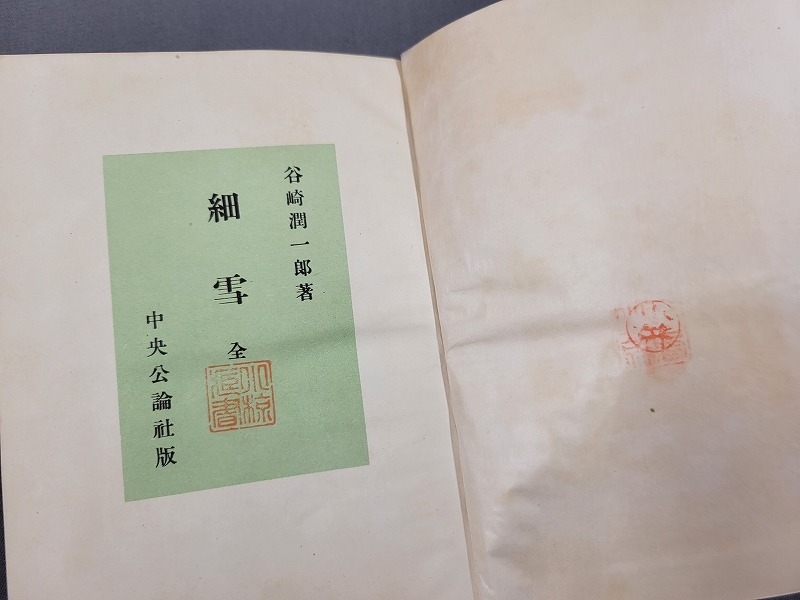 谷崎潤一郎著
細雪
全
中央公論社版